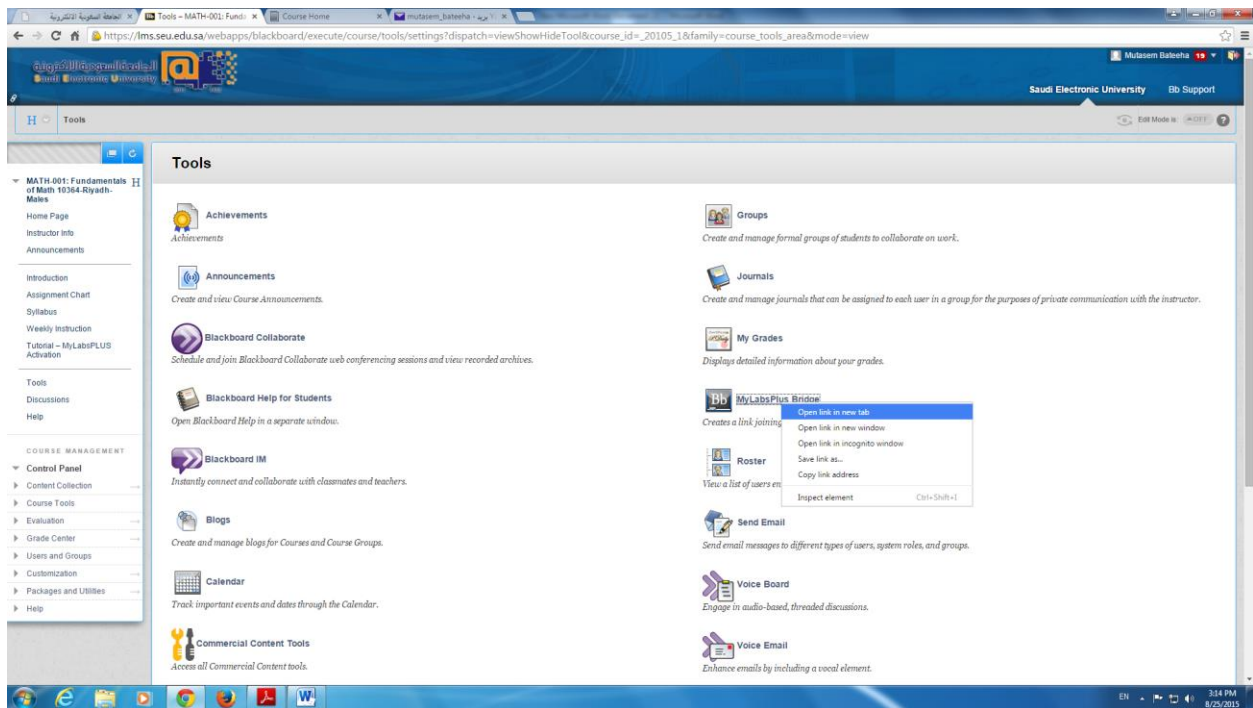 الجامعة السعودية الالكترونية
Tools – MATH-001: Funda
Course Home
mutasem_bateeha - بريد
https://lms.seu.edu.sa/webapps/blackboard/execute/course/tools/settings?dispatch=viewShowHideTool&course_id=_20105_1&family=course_tools_area&mode=view
الجامعة السعودية الالكترونية
Saudi Electronic University
Mutasem Bateeha 19
Saudi Electronic University Bb Support
Tools
Edit Mode is: OFF ?
Tools
MATH-001: Fundamentals
of Math 10364-Riyadh-
Males
Home Page
Instructor Info
Announcements
Introduction
Assignment Chart
Syllabus
Weekly Instruction
Tutorial – MyLabsPLUS
Activation
Tools
Discussions
Help
COURSE MANAGEMENT
Control Panel
Content Collection
Course Tools
Evaluation
Grade Center
Users and Groups
Customization
Packages and Utilities
Help
Achievements
Achievements
Announcements
Create and view Course Announcements.
Blackboard Collaborate
Schedule and join Blackboard Collaborate web conferencing sessions and view recorded archives.
Blackboard Help for Students
Open Blackboard Help in a separate window.
Blackboard IM
Instantly connect and collaborate with classmates and teachers.
Blogs
Create and manage blogs for Courses and Course Groups.
Calendar
Track important events and dates through the Calendar.
Commercial Content Tools
Access all Commercial Content tools.
Groups
Create and manage formal groups of students to collaborate on work.
Journals
Create and manage journals that can be assigned to each user in a group for the purposes of private communication with the instructor.
My Grades
Displays detailed information about your grades.
Bb MyLabsPlus Bridge
Creates a link joining
Open link in new tab
Open link in new window
Open link in incognito window
Save link as...
Copy link address
Inspect element Ctrl+Shift+I
Roster
View a list of users en
Send Email
Send email messages to different types of users, system roles, and groups.
Voice Board
Engage in audio-based, threaded discussions.
Voice Email
Enhance emails by including a vocal element.
EN
3:14 PM
8/25/2015